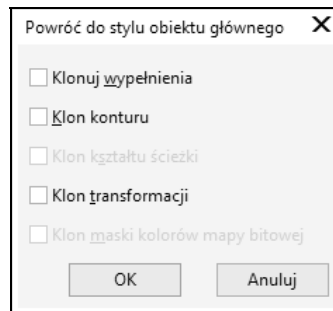 Powróć do stylu obiektu głównego
Klonuj wypełnienia
Klon konturu
Klon kształtu ścieżki
Klon transformacji
Klon maski kolorów mapy bitowej
OK Anuluj